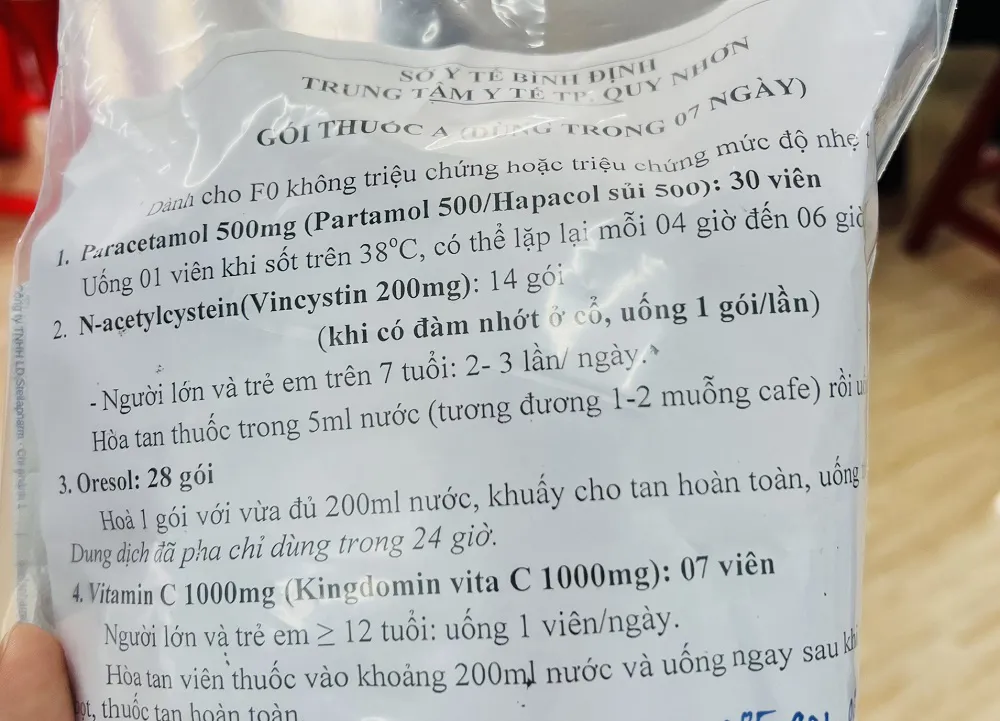 SỞ Y TẾ BÌNH ĐỊNH
TRUNG TÂM Y TẾ TP. QUY NHƠN
GÓI THUỐC A (DÙNG TRONG 07 NGÀY)
Dành cho F0 không triệu chứng hoặc triệu chứng mức độ nhẹ
1. Paracetamol 500mg (Partamol 500/Hapacol sủi 500): 30 viên
Uống 01 viên khi sốt trên 38°C, có thể lặp lại mỗi 04 giờ đến 06 giờ
2. N-acetylcystein(Vincystin 200mg): 14 gói
(khi có đàm nhớt ở cổ, uống 1 gói/lần)
- Người lớn và trẻ em trên 7 tuổi: 2- 3 lần/ ngày.
Hòa tan thuốc trong 5ml nước (tương đương 1-2 muỗng cafe) rồi
3. Oresol: 28 gói
Hoà 1 gói với vừa đủ 200ml nước, khuấy cho tan hoàn toàn, uống
Dung dịch đã pha chỉ dùng trong 24 giờ.
4. Vitamin C 1000mg (Kingdomin vita C 1000mg): 07 viên
Người lớn và trẻ em ≥ 12 tuổi: uống 1 viên/ngày.
Hòa tan viên thuốc vào khoảng 200ml nước và uống ngay sau
thuốc tan hoàn toàn